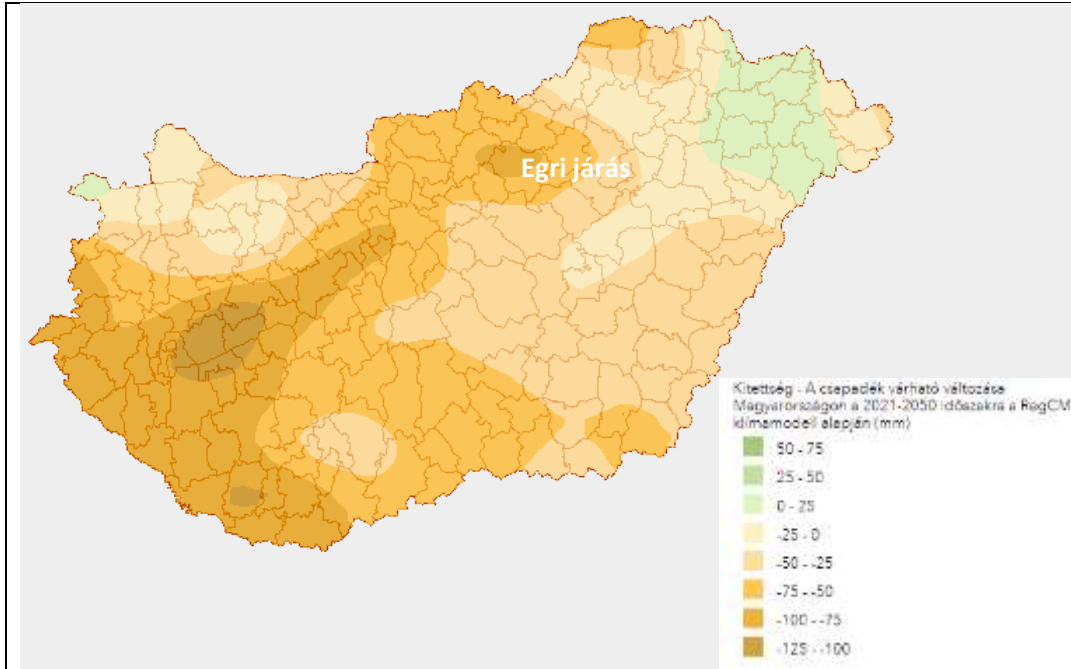 Egri járás
Kitettség - A csapadék várható változása
Magyarországon a 2021-2050 időszakra a RegCM
klímamodell alapján (mm)
50 - 75
25 - 50
0 - 25
-25 - 0
-50 - -25
-75 - -50
-100 - -75
-125 - -100